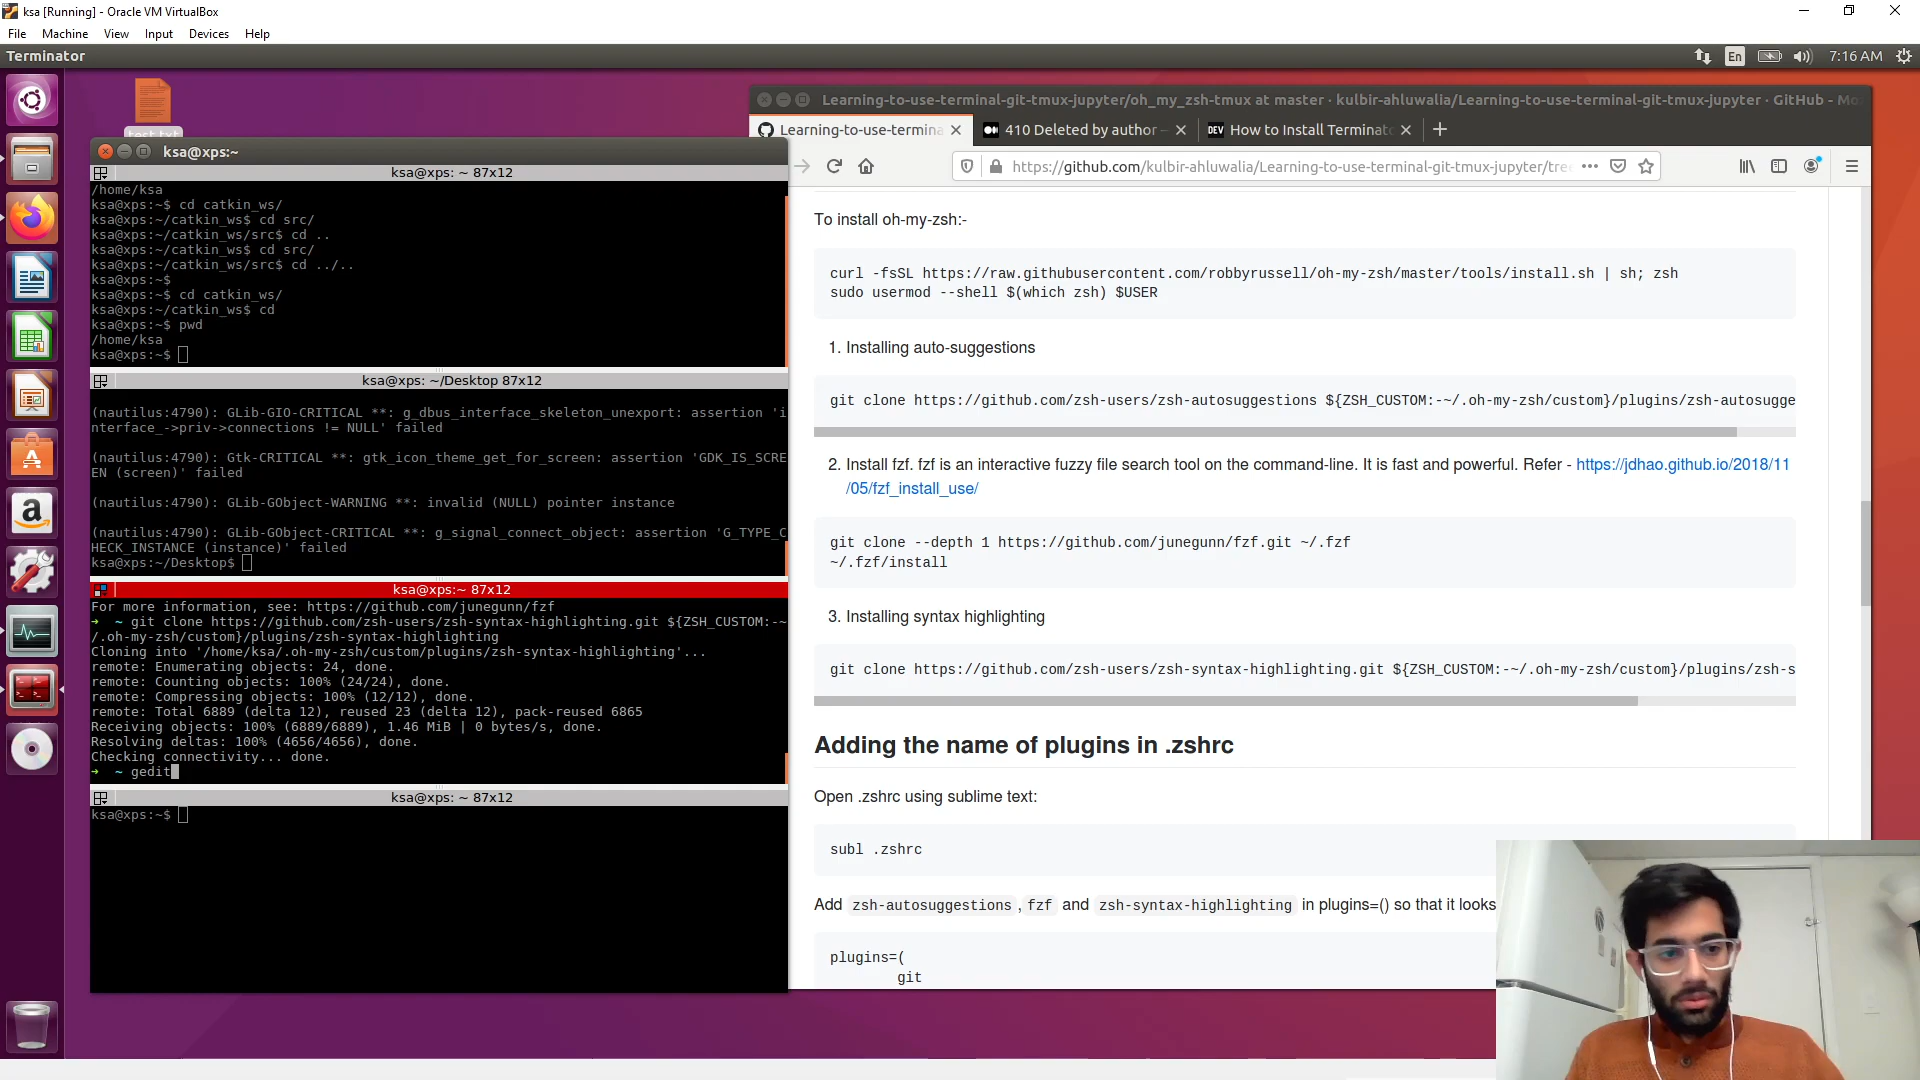 ksa [Running] - Oracle VM VirtualBox
File Machine View Input Devices Help
Terminator
En
7:16 AM
test.txt
Learning-to-use-terminal-git-tmux-jupyter/oh_my_zsh-tmux at master · kulbir-ahluwalia/Learning-to-use-terminal-git-tmux-jupyter · GitHub - Mo
Learning-to-use-termina
410 Deleted by author –
DEV How to Install Terminato
https://github.com/kulbir-ahluwalia/Learning-to-use-terminal-git-tmux-jupyter/tree
ksa@xps:~
ksa@xps: ~ 87x12
/home/ksa
ksa@xps:~$ cd catkin_ws/
ksa@xps:~/catkin_ws$ cd src/
ksa@xps:~/catkin_ws/src$ cd ..
ksa@xps:~/catkin_ws$ cd src/
ksa@xps:~/catkin_ws/src$ cd ../..
ksa@xps:~$
ksa@xps:~$ cd catkin_ws/
ksa@xps:~/catkin_ws$ cd
ksa@xps:~$ pwd
/home/ksa
ksa@xps:~$
ksa@xps: ~/Desktop 87x12
(nautilus:4790): GLib-GIO-CRITICAL **: g_dbus_interface_skeleton_unexport: assertion 'i
nterface_->priv->connections != NULL' failed
(nautilus:4790): Gtk-CRITICAL **: gtk_icon_theme_get_for_screen: assertion 'GDK_IS_SCRE
EN (screen)' failed
(nautilus:4790): GLib-GObject-WARNING **: invalid (NULL) pointer instance
(nautilus:4790): GLib-GObject-CRITICAL **: g_signal_connect_object: assertion 'G_TYPE_C
HECK_INSTANCE (instance)' failed
ksa@xps:~/Desktop$
ksa@xps:~ 87x12
For more information, see: https://github.com/junegunn/fzf
➜ ~ git clone https://github.com/zsh-users/zsh-syntax-highlighting.git ${ZSH_CUSTOM:-~
/.oh-my-zsh/custom}/plugins/zsh-syntax-highlighting
Cloning into '/home/ksa/.oh-my-zsh/custom/plugins/zsh-syntax-highlighting'...
remote: Enumerating objects: 24, done.
remote: Counting objects: 100% (24/24), done.
remote: Compressing objects: 100% (12/12), done.
remote: Total 6889 (delta 12), reused 23 (delta 12), pack-reused 6865
Receiving objects: 100% (6889/6889), 1.46 MiB | 0 bytes/s, done.
Resolving deltas: 100% (4656/4656), done.
Checking connectivity... done.
➜ ~ gedit
ksa@xps: ~ 87x12
ksa@xps:~$
To install oh-my-zsh:-
curl -fsSL https://raw.githubusercontent.com/robbyrussell/oh-my-zsh/master/tools/install.sh | sh; zsh
sudo usermod --shell $(which zsh) $USER
1. Installing auto-suggestions
git clone https://github.com/zsh-users/zsh-autosuggestions ${ZSH_CUSTOM:-~/.oh-my-zsh/custom}/plugins/zsh-autosugge
2. Install fzf. fzf is an interactive fuzzy file search tool on the command-line. It is fast and powerful. Refer - https://jdhao.github.io/2018/11
/05/fzf_install_use/
git clone --depth 1 https://github.com/junegunn/fzf.git ~/.fzf
~/.fzf/install
3. Installing syntax highlighting
git clone https://github.com/zsh-users/zsh-syntax-highlighting.git ${ZSH_CUSTOM:-~/.oh-my-zsh/custom}/plugins/zsh-s
Adding the name of plugins in .zshrc
Open .zshrc using sublime text:
subl .zshrc
Add zsh-autosuggestions , fzf and zsh-syntax-highlighting in plugins=() so that it looks
plugins=(
git